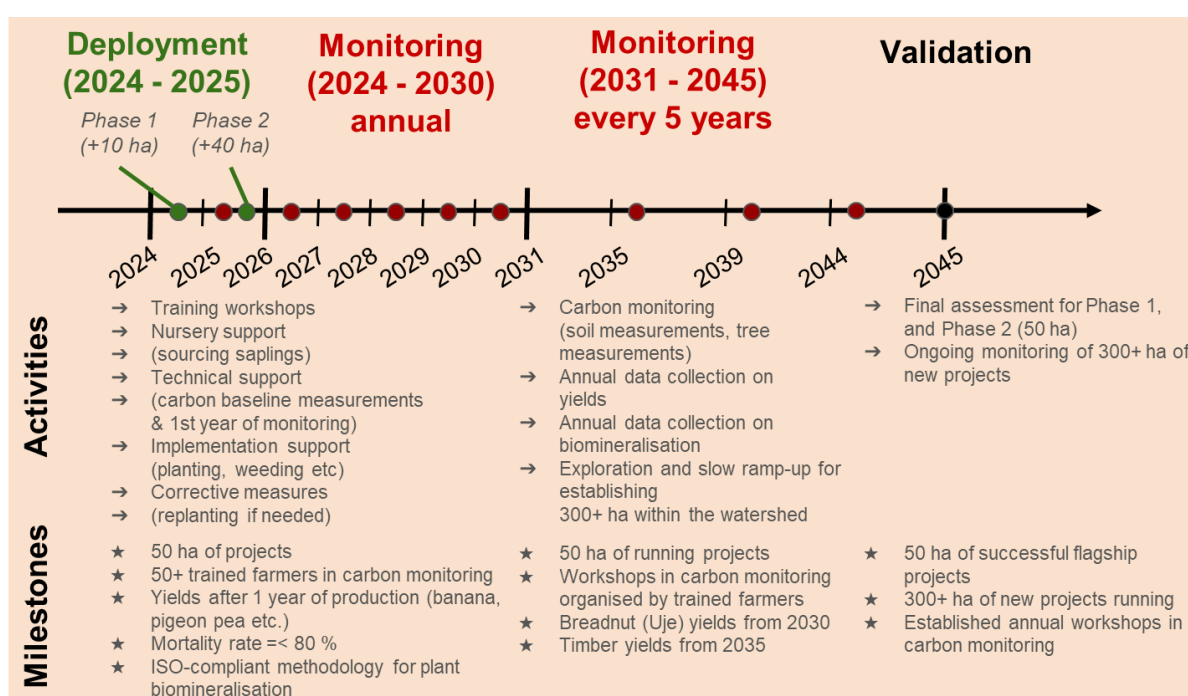 Deployment
(2024 - 2025)
Monitoring
(2024 - 2030)
annual
Monitoring
(2031 - 2045)
every 5 years
Validation
Phase 1
(+10 ha)
Phase 2
(+40 ha)
2024
2025
2026
2027
2028
2029
2030
2031
2035
2039
2044
2045
Activities
→ Training workshops
→ Nursery support
→ (sourcing saplings)
→ Technical support
→ (carbon baseline measurements
& 1st year of monitoring)
→ Implementation support
(planting, weeding etc)
→ Corrective measures
→ (replanting if needed)
→ Carbon monitoring
(soil measurements, tree
measurements)
→ Annual data collection on
yields
→ Annual data collection on
biomineralisation
→ Exploration and slow ramp-up for
establishing
300+ ha within the watershed
→ Final assessment for Phase 1,
and Phase 2 (50 ha)
→ Ongoing monitoring of 300+ ha of
new projects
Milestones
★ 50 ha of projects
★ 50+ trained farmers in carbon monitoring
★ Yields after 1 year of production (banana,
pigeon pea etc.)
★ Mortality rate =< 80 %
★ ISO-compliant methodology for plant
biomineralisation
★ 50 ha of running projects
★ Workshops in carbon monitoring
organised by trained farmers
★ Breadnut (Uje) yields from 2030
★ Timber yields from 2035
★ 50 ha of successful flagship
projects
★ 300+ ha of new projects running
★ Established annual workshops in
carbon monitoring